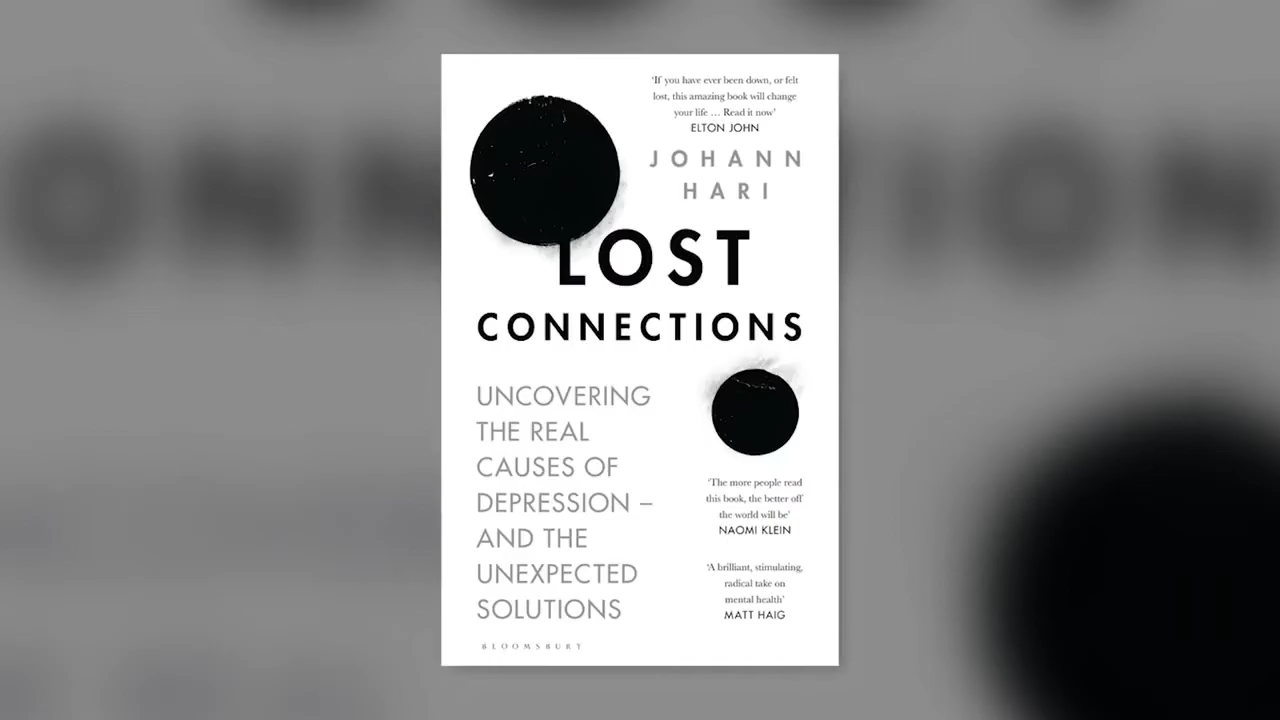 'If you have ever been down, or felt
lost, this amazing book will change
your life … Read it now'
ELTON JOHN
JOHANN
HARI
LOST
CONNECTIONS
UNCOVERING
THE REAL
CAUSES OF
DEPRESSION –
AND THE
UNEXPECTED
SOLUTIONS
'The more people read
this book, the better off
the world will be'
NAOMI KLEIN
'A brilliant, stimulating,
radical take on
mental health'
MATT HAIG
BLOOMSBURY